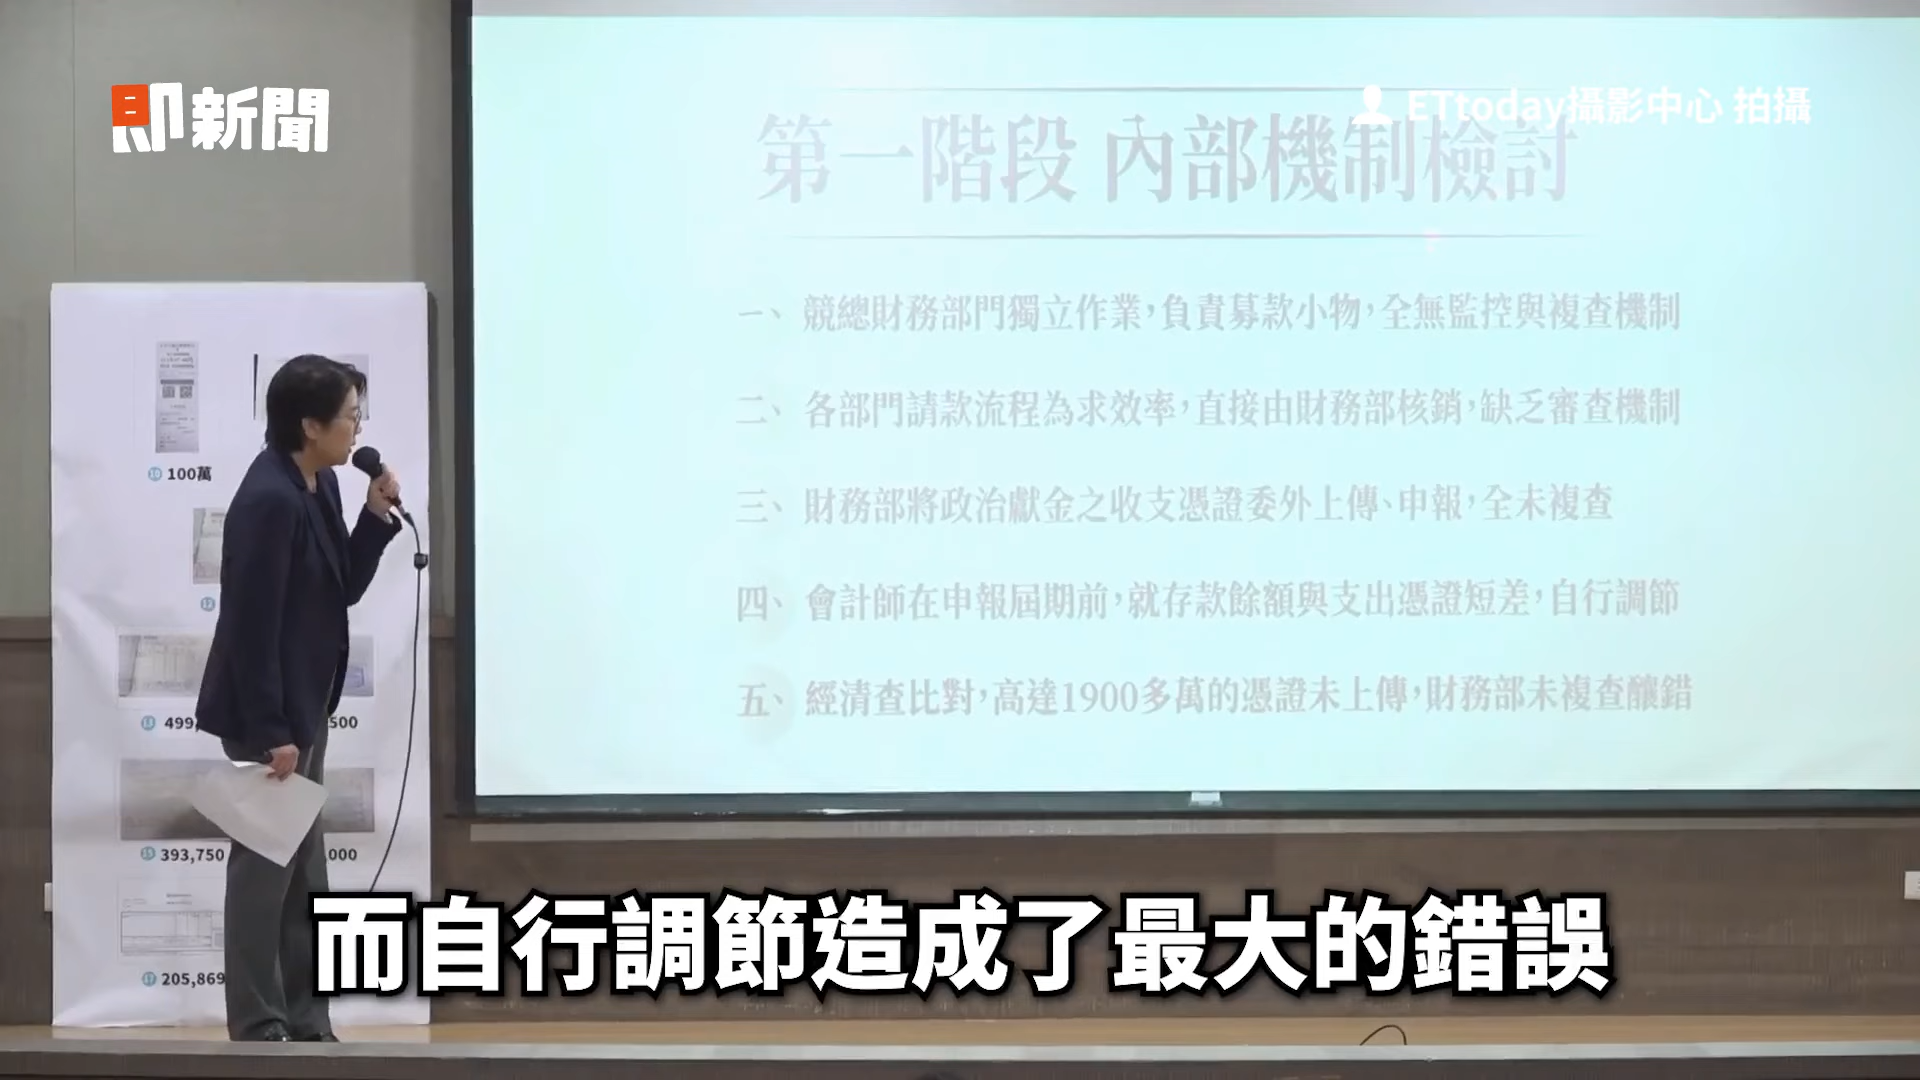 即新聞
ETtoday攝影中心 拍攝
第一階段 內部機制檢討
一、競總財務部門獨立作業，負責募款小物，全無監控與複查機制
二、各部門請款流程為求效率，直接由財務部核銷，缺乏審查機制
三、財務部將政治獻金之收支憑證委外上傳、申報，全未複查
四、會計師在申報屆期前，就存款餘額與支出憑證短差，自行調節
五、經清查比對，高達1900多萬的憑證未上傳，財務部未複查釀錯
10 100萬
12
13 499,
500
15 393,750
,000
17 205,869
而自行調節造成了最大的錯誤